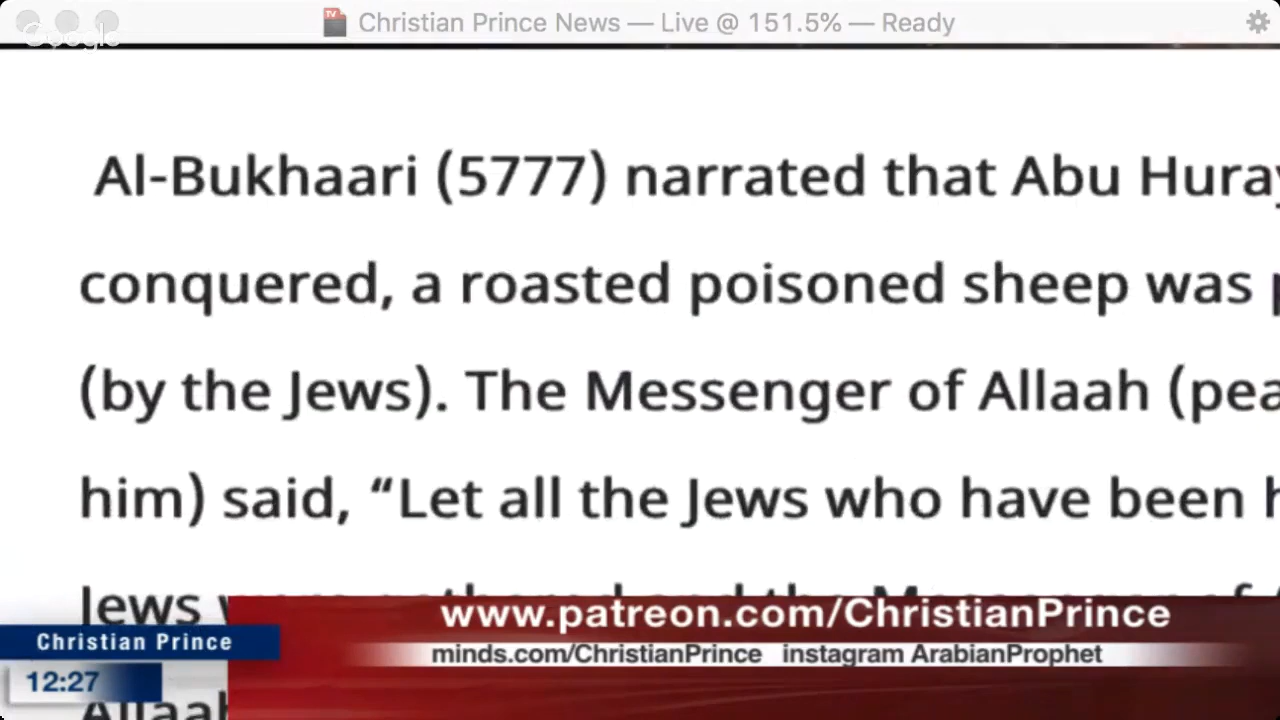 Christian Prince News — Live @ 151.5% — Ready
Google
Al-Bukhaari (5777) narrated that Abu
conquered, a roasted poisoned sheep was
(by the Jews). The Messenger of Allaah
him) said, “Let all the Jews who have been
Jews
www.patreon.com/ChristianPrince
Christian Prince
minds.com/ChristianPrince instagram ArabianProphet
12:27